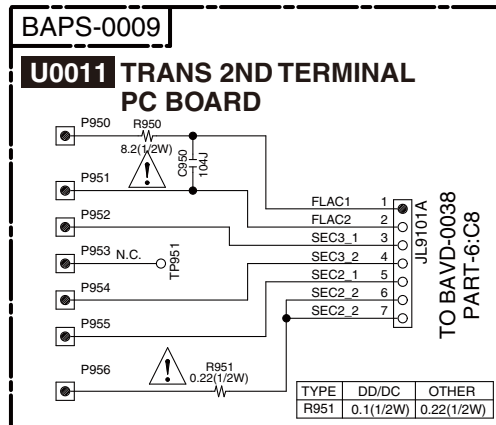 BAPS-0009
U0011 TRANS 2ND TERMINAL
PC BOARD
P950
R950
8.2(1/2W)
C950
104J
P951
P952
P953 N.C.
TP951
P954
P955
P956
R951
0.22(1/2W)
FLAC1 1
FLAC2 2
SEC3_1 3
SEC3_2 4
SEC2_1 5
SEC2_2 6
SEC2_2 7
JL9101A
TO BAVD-0038
PART-6:C8
TYPE DD/DC OTHER
R951 0.1(1/2W) 0.22(1/2W)